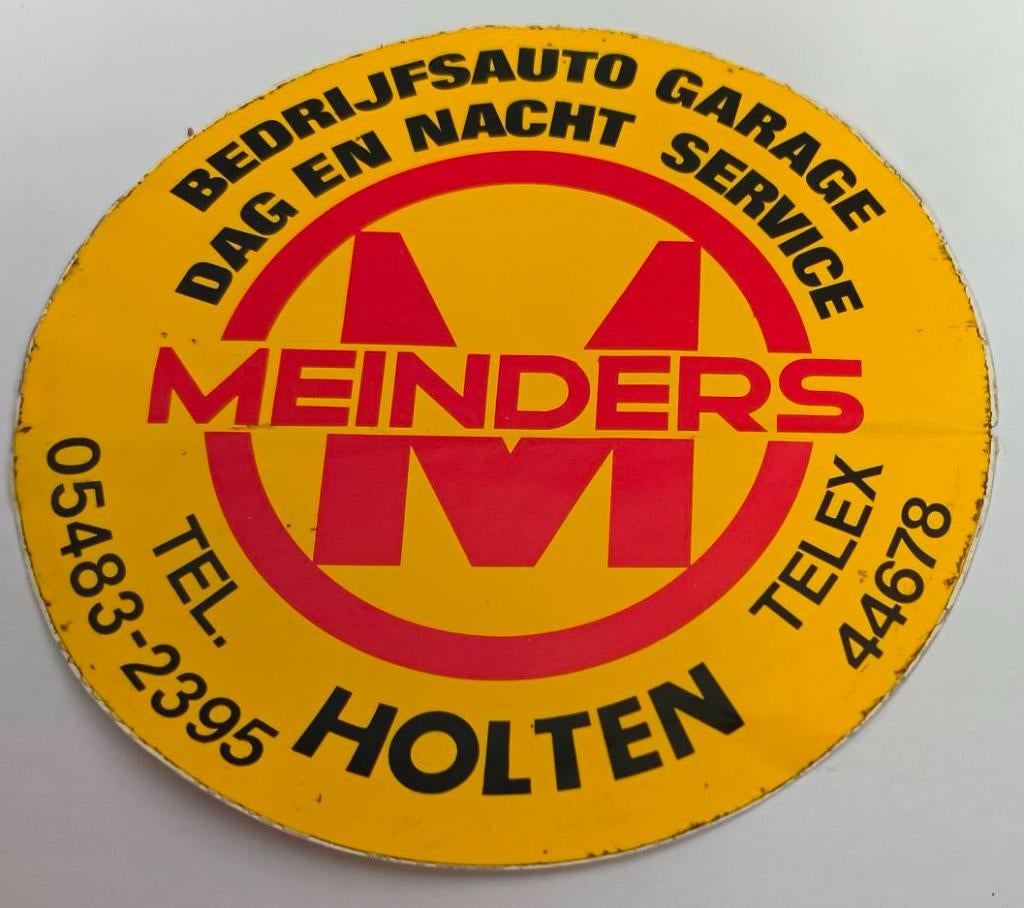 BEDRIJFSAUTO GARAGE
DAG EN NACHT SERVICE
M
MEINDERS
TEL.
05483-2395
TELEX
44678
HOLTEN